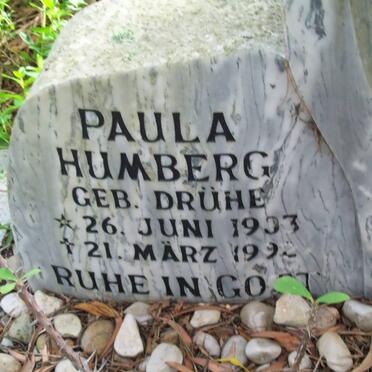 PAULA
HUMBERG
GEB. DRÜHE
* 26. JUNI 1903
* 21. MÄRZ
RUHE IN GOTT